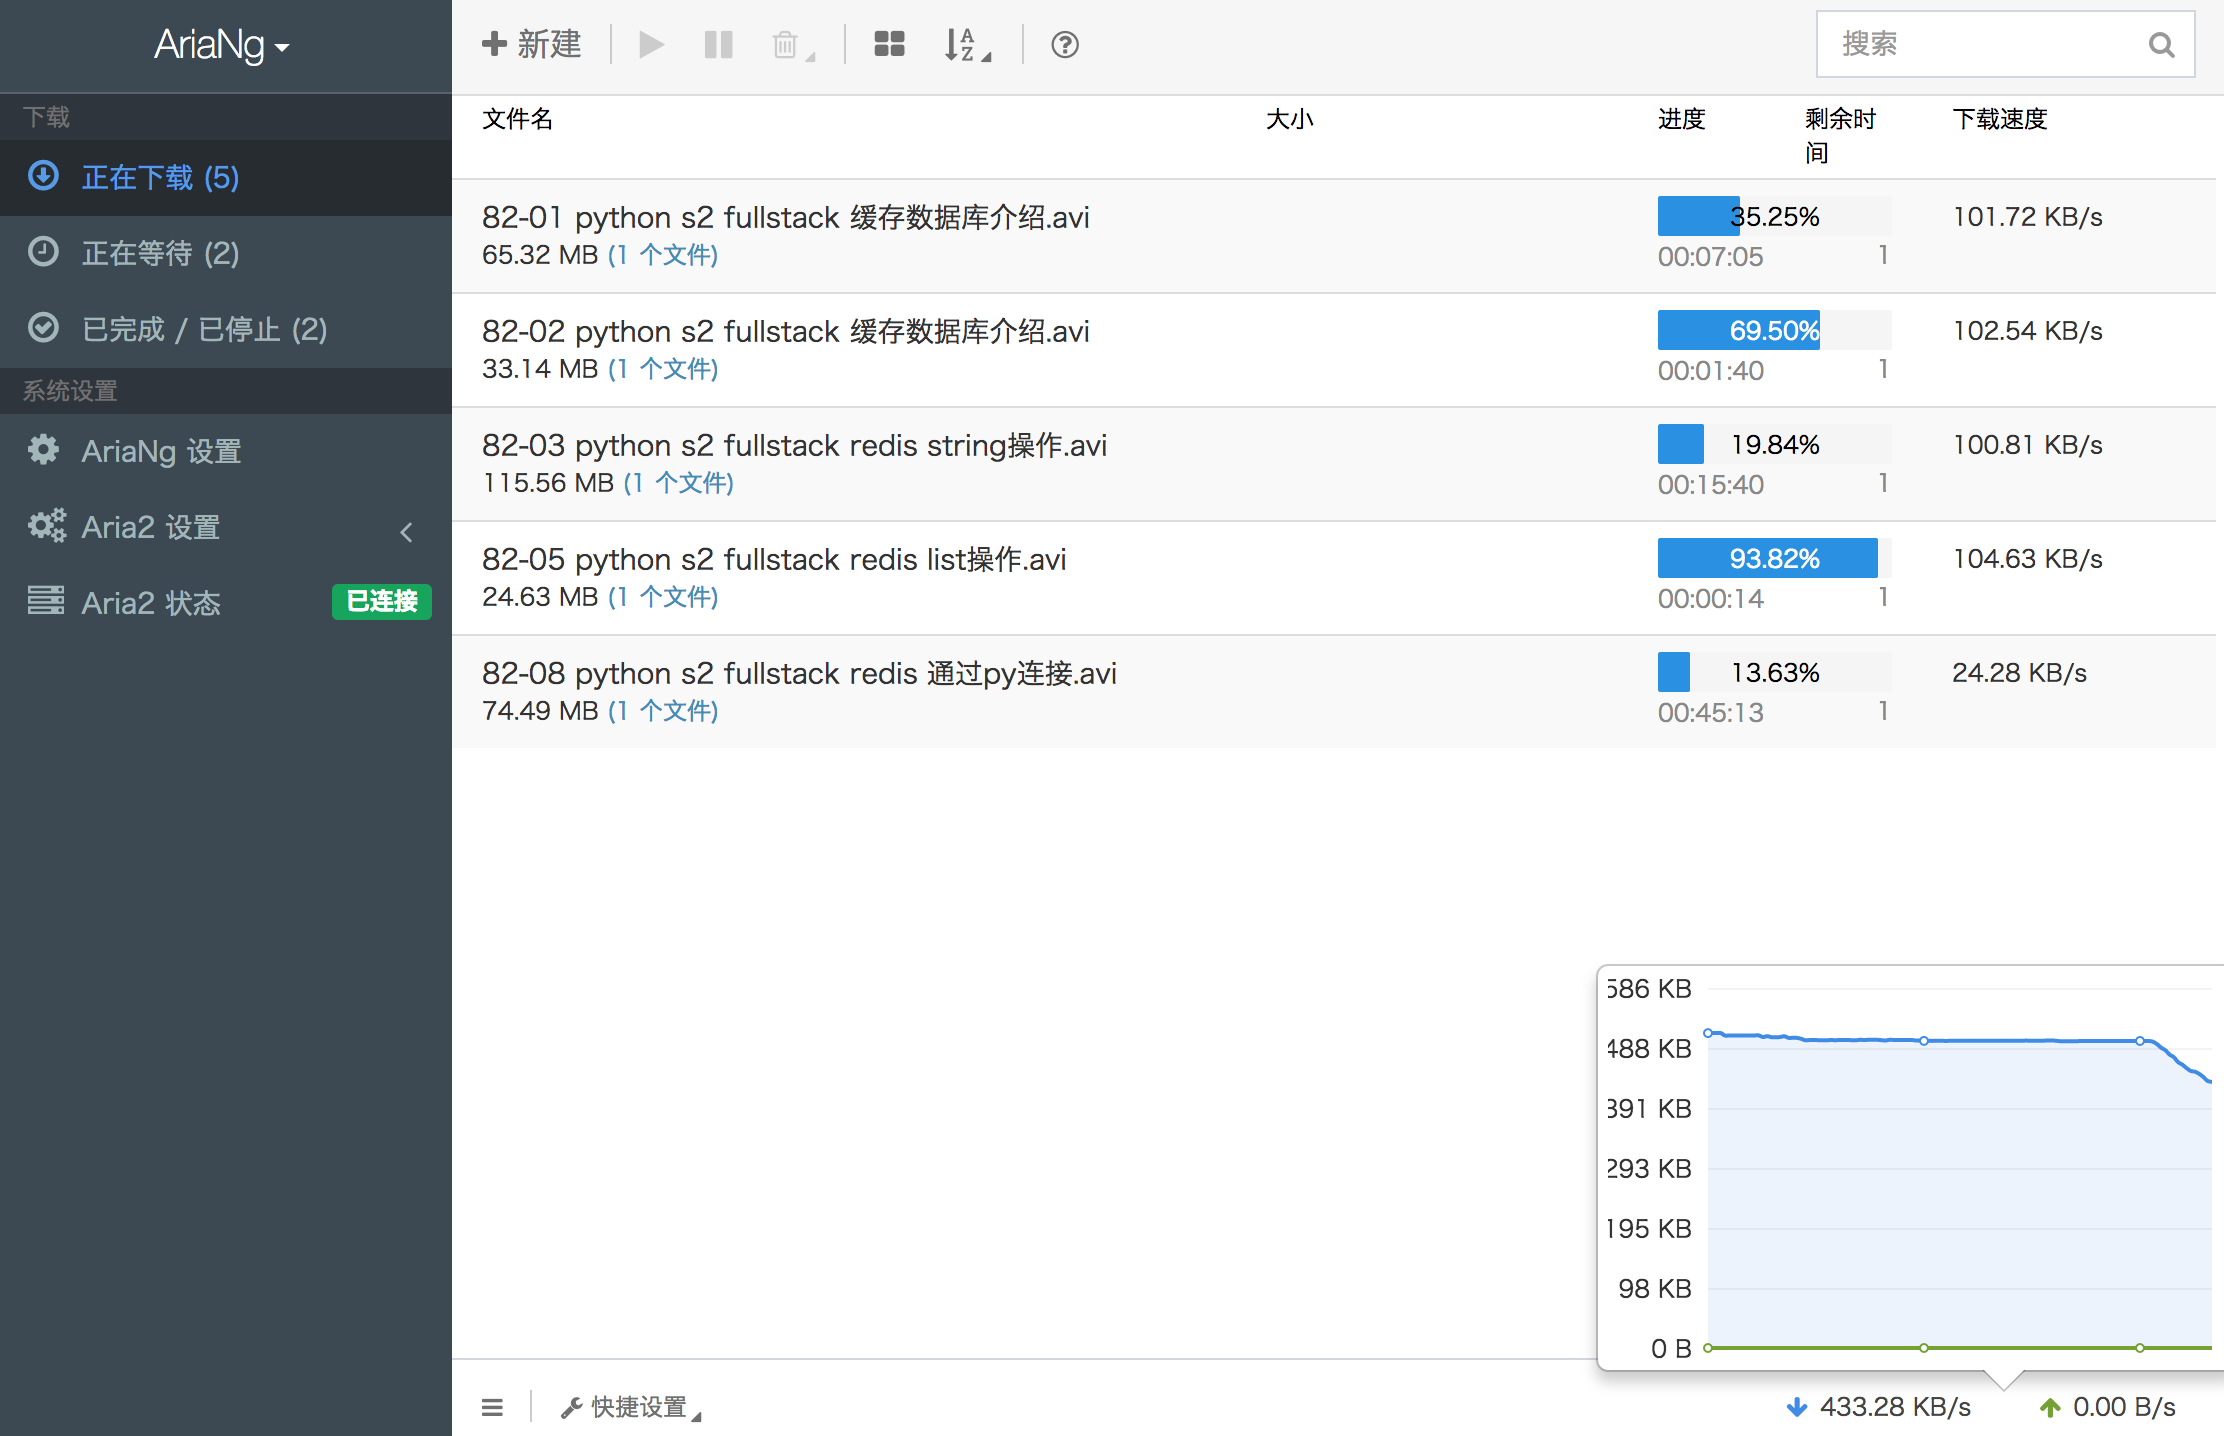 AriaNg
新建
搜索
下载
正在下载 (5)
正在等待 (2)
已完成 / 已停止 (2)
系统设置
AriaNg 设置
Aria2 设置
Aria2 状态 已连接
文件名 大小 进度 剩余时间 下载速度
82-01 python s2 fullstack 缓存数据库介绍.avi 35.25% 101.72 KB/s
65.32 MB (1 个文件) 00:07:05 1
82-02 python s2 fullstack 缓存数据库介绍.avi 69.50% 102.54 KB/s
33.14 MB (1 个文件) 00:01:40 1
82-03 python s2 fullstack redis string操作.avi 19.84% 100.81 KB/s
115.56 MB (1 个文件) 00:15:40 1
82-05 python s2 fullstack redis list操作.avi 93.82% 104.63 KB/s
24.63 MB (1 个文件) 00:00:14 1
82-08 python s2 fullstack redis 通过py连接.avi 13.63% 24.28 KB/s
74.49 MB (1 个文件) 00:45:13 1
586 KB
488 KB
391 KB
293 KB
195 KB
98 KB
0 B
快捷设置 433.28 KB/s 0.00 B/s